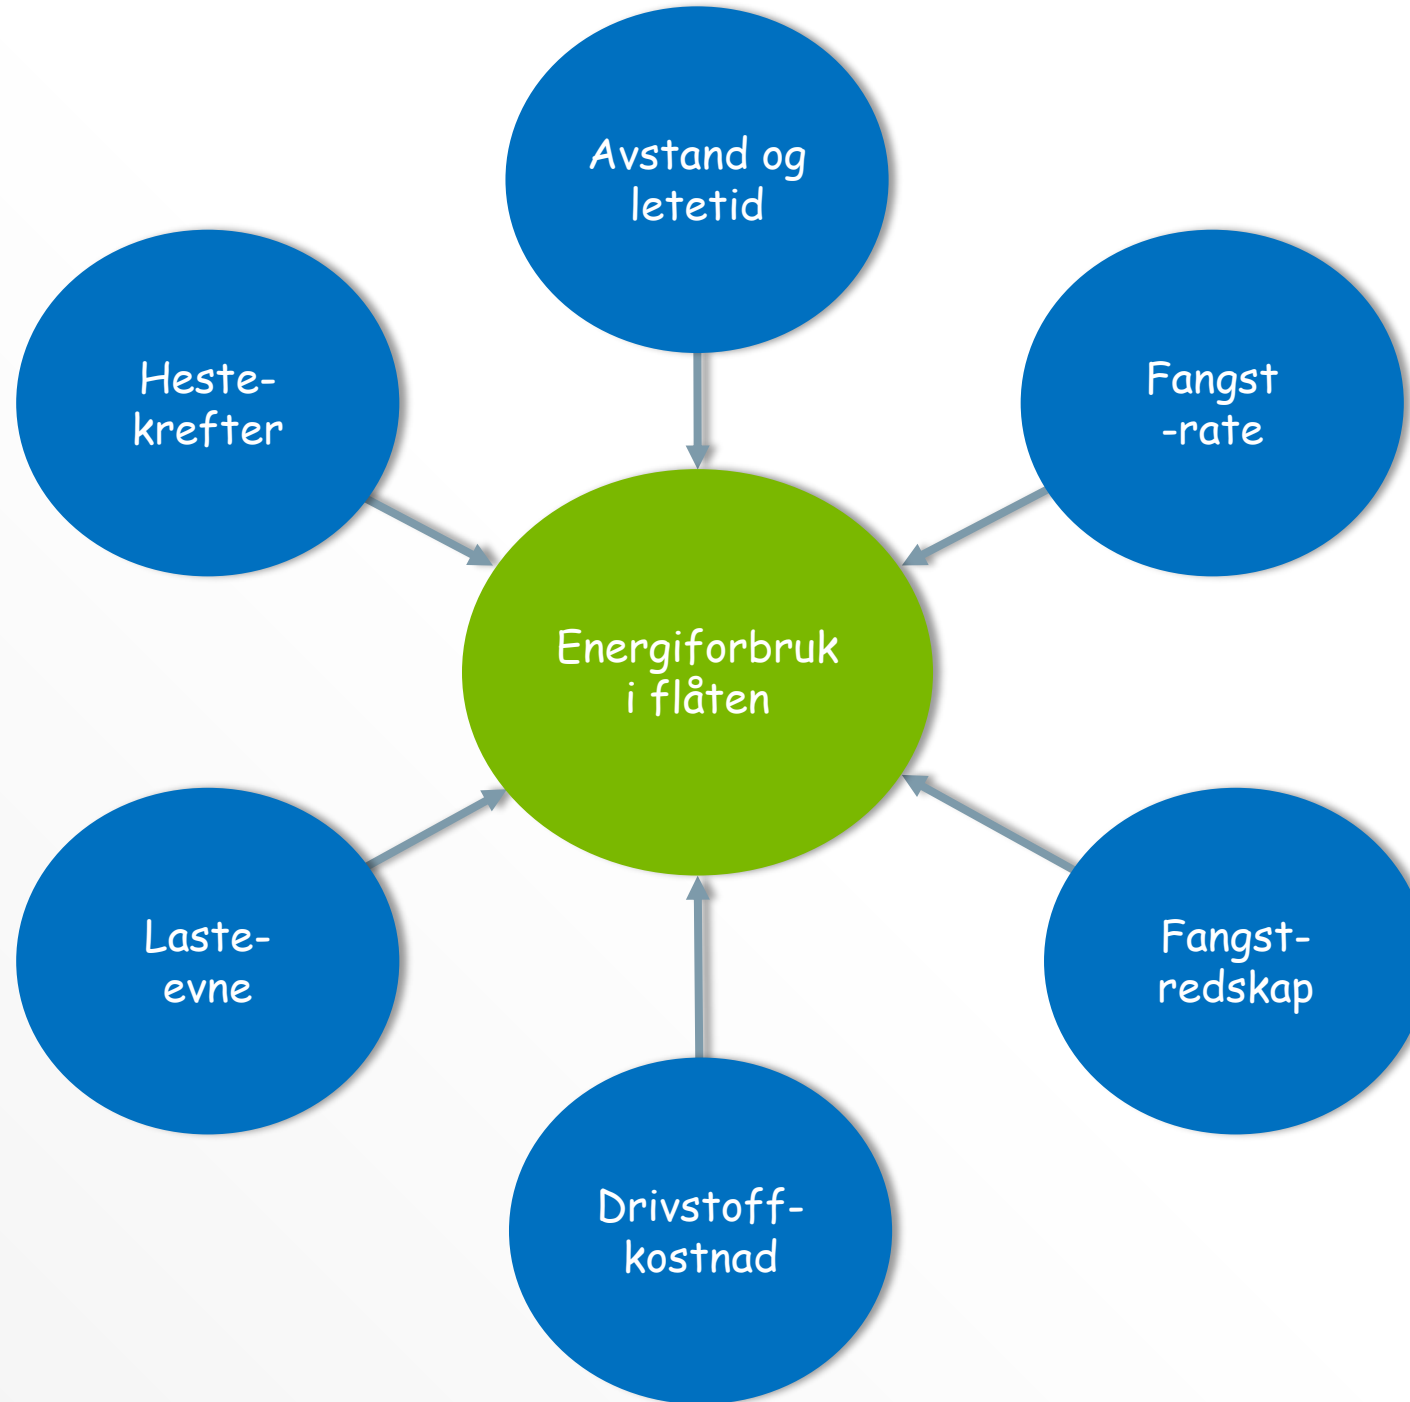 Avstand og
letetid
Heste-
krefter
Fangst
-rate
Energiforbruk
i flåten
Laste-
evne
Fangst-
redskap
Drivstoff-
kostnad